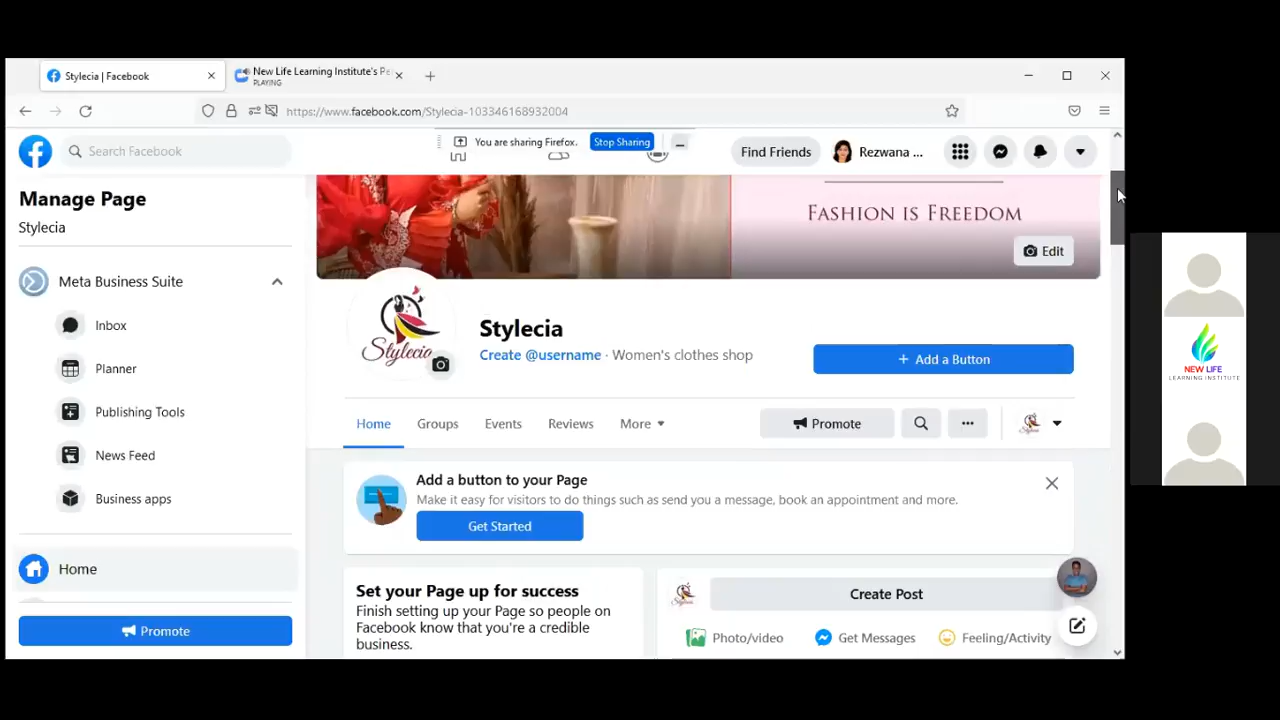 Stylecia | Facebook
New Life Learning Institute's Pe
PLAYING
https://www.facebook.com/Stylecia-103346168932004
Search Facebook
You are sharing Firefox.
Stop Sharing
Find Friends
Rezwana ...
Manage Page
Stylecia
Meta Business Suite
Inbox
Planner
Publishing Tools
News Feed
Business apps
Home
Promote
FASHION IS FREEDOM
Edit
Stylecia
Stylecia
Create @username · Women's clothes shop
+ Add a Button
Home
Groups
Events
Reviews
More
Promote
Add a button to your Page
Make it easy for visitors to do things such as send you a message, book an appointment and more.
Get Started
Set your Page up for success
Finish setting up your Page so people on
Facebook know that you're a credible
business.
Create Post
Photo/video
Get Messages
Feeling/Activity
NEW LIFE
LEARNING INSTITUTE